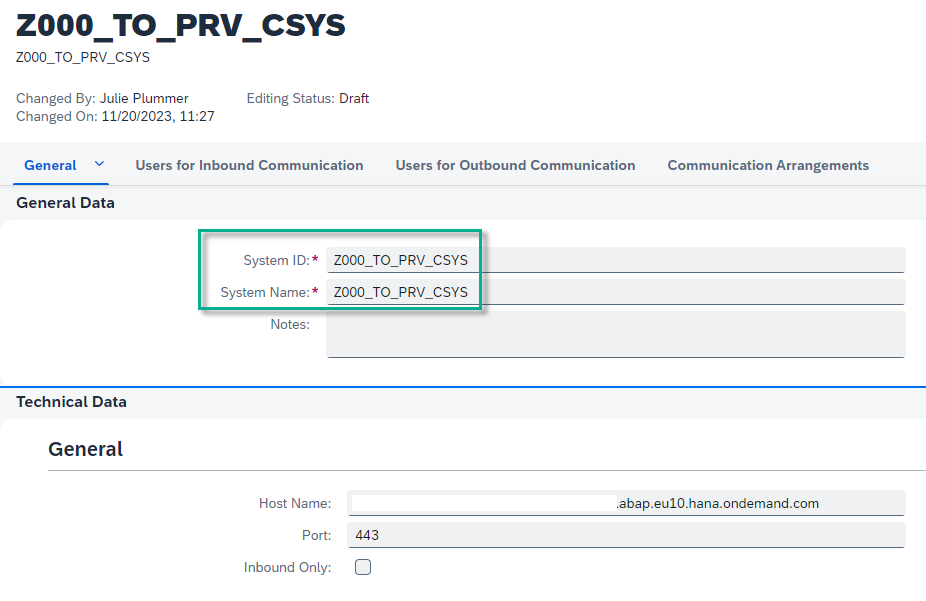 Z000_TO_PRV_CSYS
Z000_TO_PRV_CSYS
Changed By: Julie Plummer Editing Status: Draft
Changed On: 11/20/2023, 11:27
General Users for Inbound Communication Users for Outbound Communication Communication Arrangements
General Data
System ID:* Z000_TO_PRV_CSYS
System Name:* Z000_TO_PRV_CSYS
Notes:
Technical Data
General
Host Name: .abap.eu10.hana.ondemand.com
Port: 443
Inbound Only: